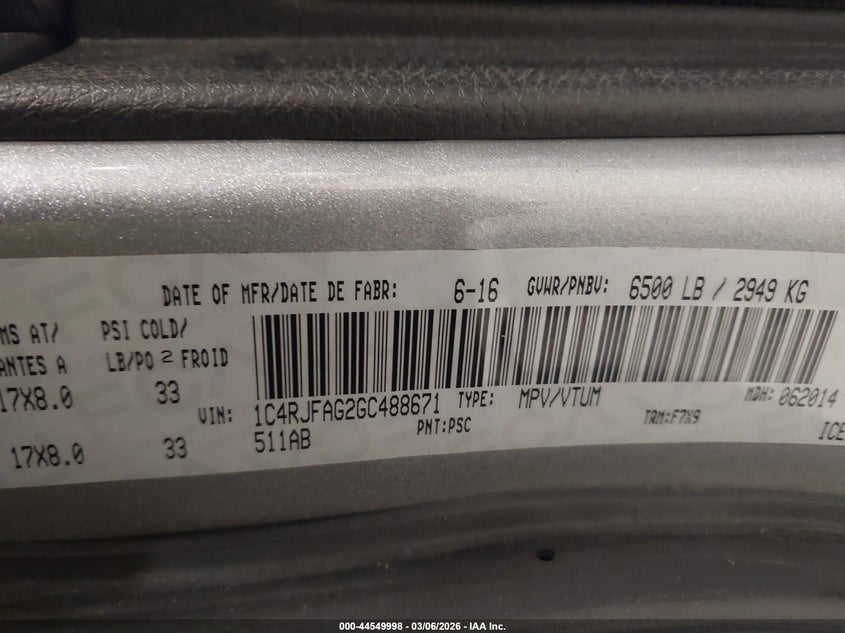 DATE OF MFR/DATE DE FABR: 6-16 GVWR/PNBV: 6500 LB / 2949 KG
MS AT/ PSI COLD/
ANTES A LB/PO 2 FROID
17X8.0 33
VIN: 1C4RJFAG2GC488671 TYPE: MPV/VTUM MDH: 062014
511AB PNT:PSC TRM:F7X9 ICE
17X8.0 33
000-44549998 - 03/06/2026 - IAA Inc.